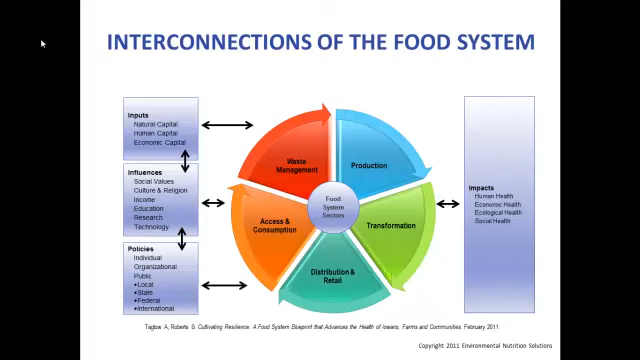 INTERCONNECTIONS OF THE FOOD SYSTEM
Inputs
Natural Capital
Human Capital
Economic Capital
Influences
Social Values
Culture & Religion
Income
Education
Research
Technology
Policies
Individual
Organizational
Public
•Local
•State
•Federal
•International
Waste
Management
Production
Food
System
Sectors
Access &
Consumption
Transformation
Distribution &
Retail
Impacts
Human Health
Economic Health
Ecological Health
Social Health
Tagtow A, Roberts S. Cultivating Resilience: A Food System Blueprint that Advances the Health of Iowans, Farms and Communities. February 2011.
Copyright 2011 Environmental Nutrition Solutions